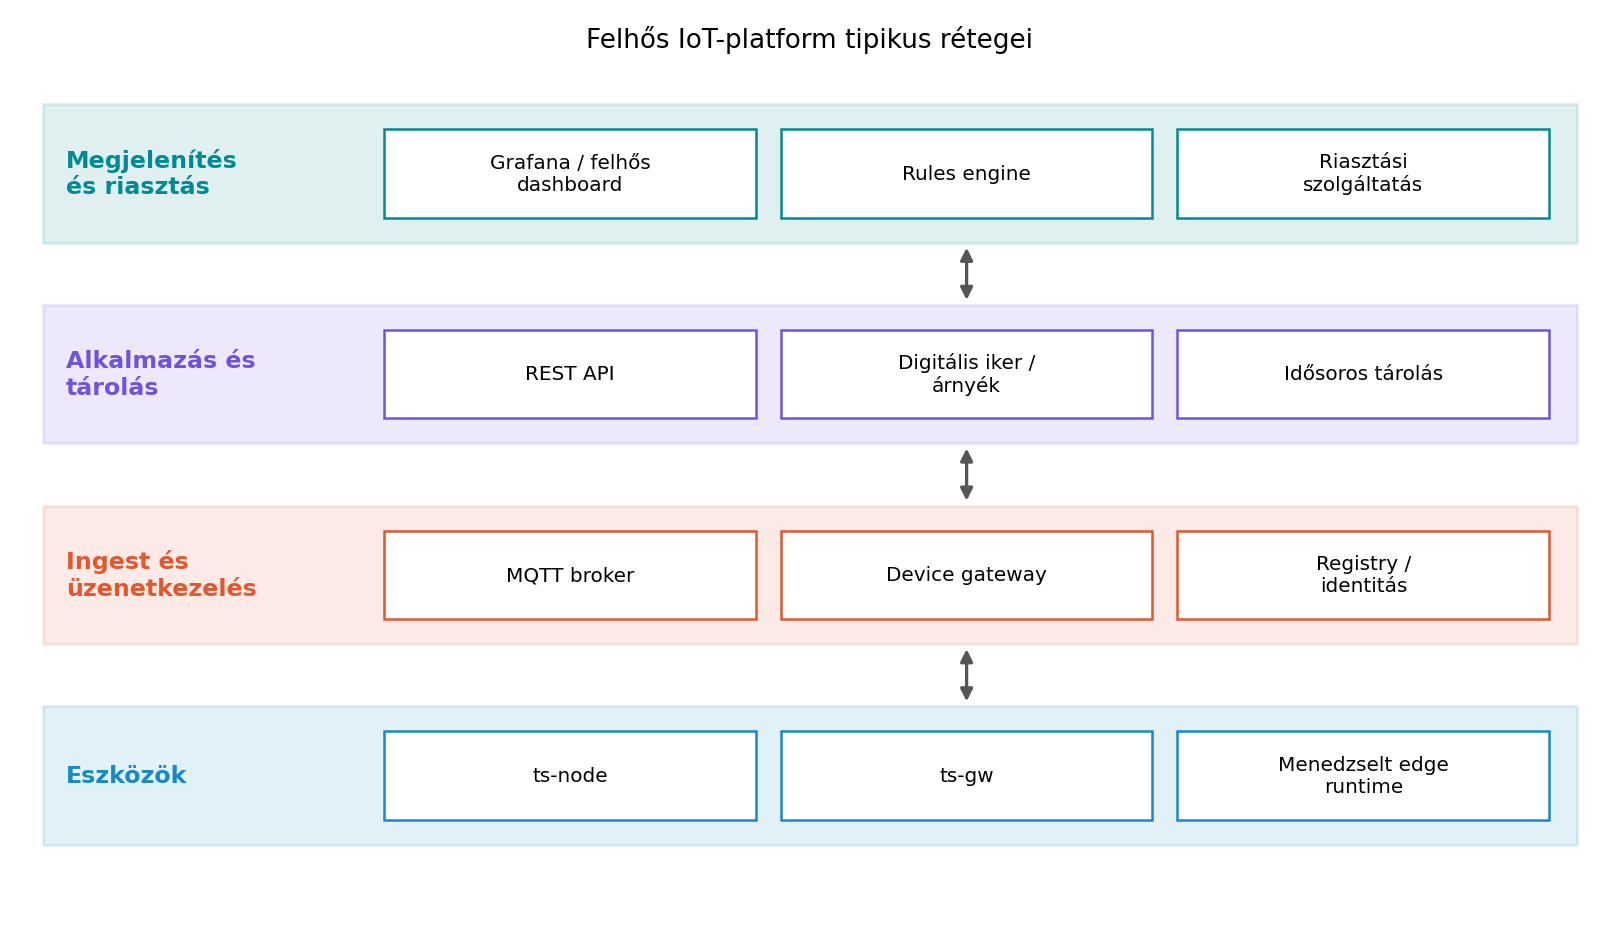 Felhős IoT-platform tipikus rétegei
Megjelenítés
és riasztás
Grafana / felhős
dashboard
Rules engine
Riasztási
szolgáltatás
Alkalmazás és
tárolás
REST API
Digitális iker /
árnyék
Idősoros tárolás
Ingest és
üzenetkezelés
MQTT broker
Device gateway
Registry /
identitás
Eszközök
ts-node
ts-gw
Menedzselt edge
runtime